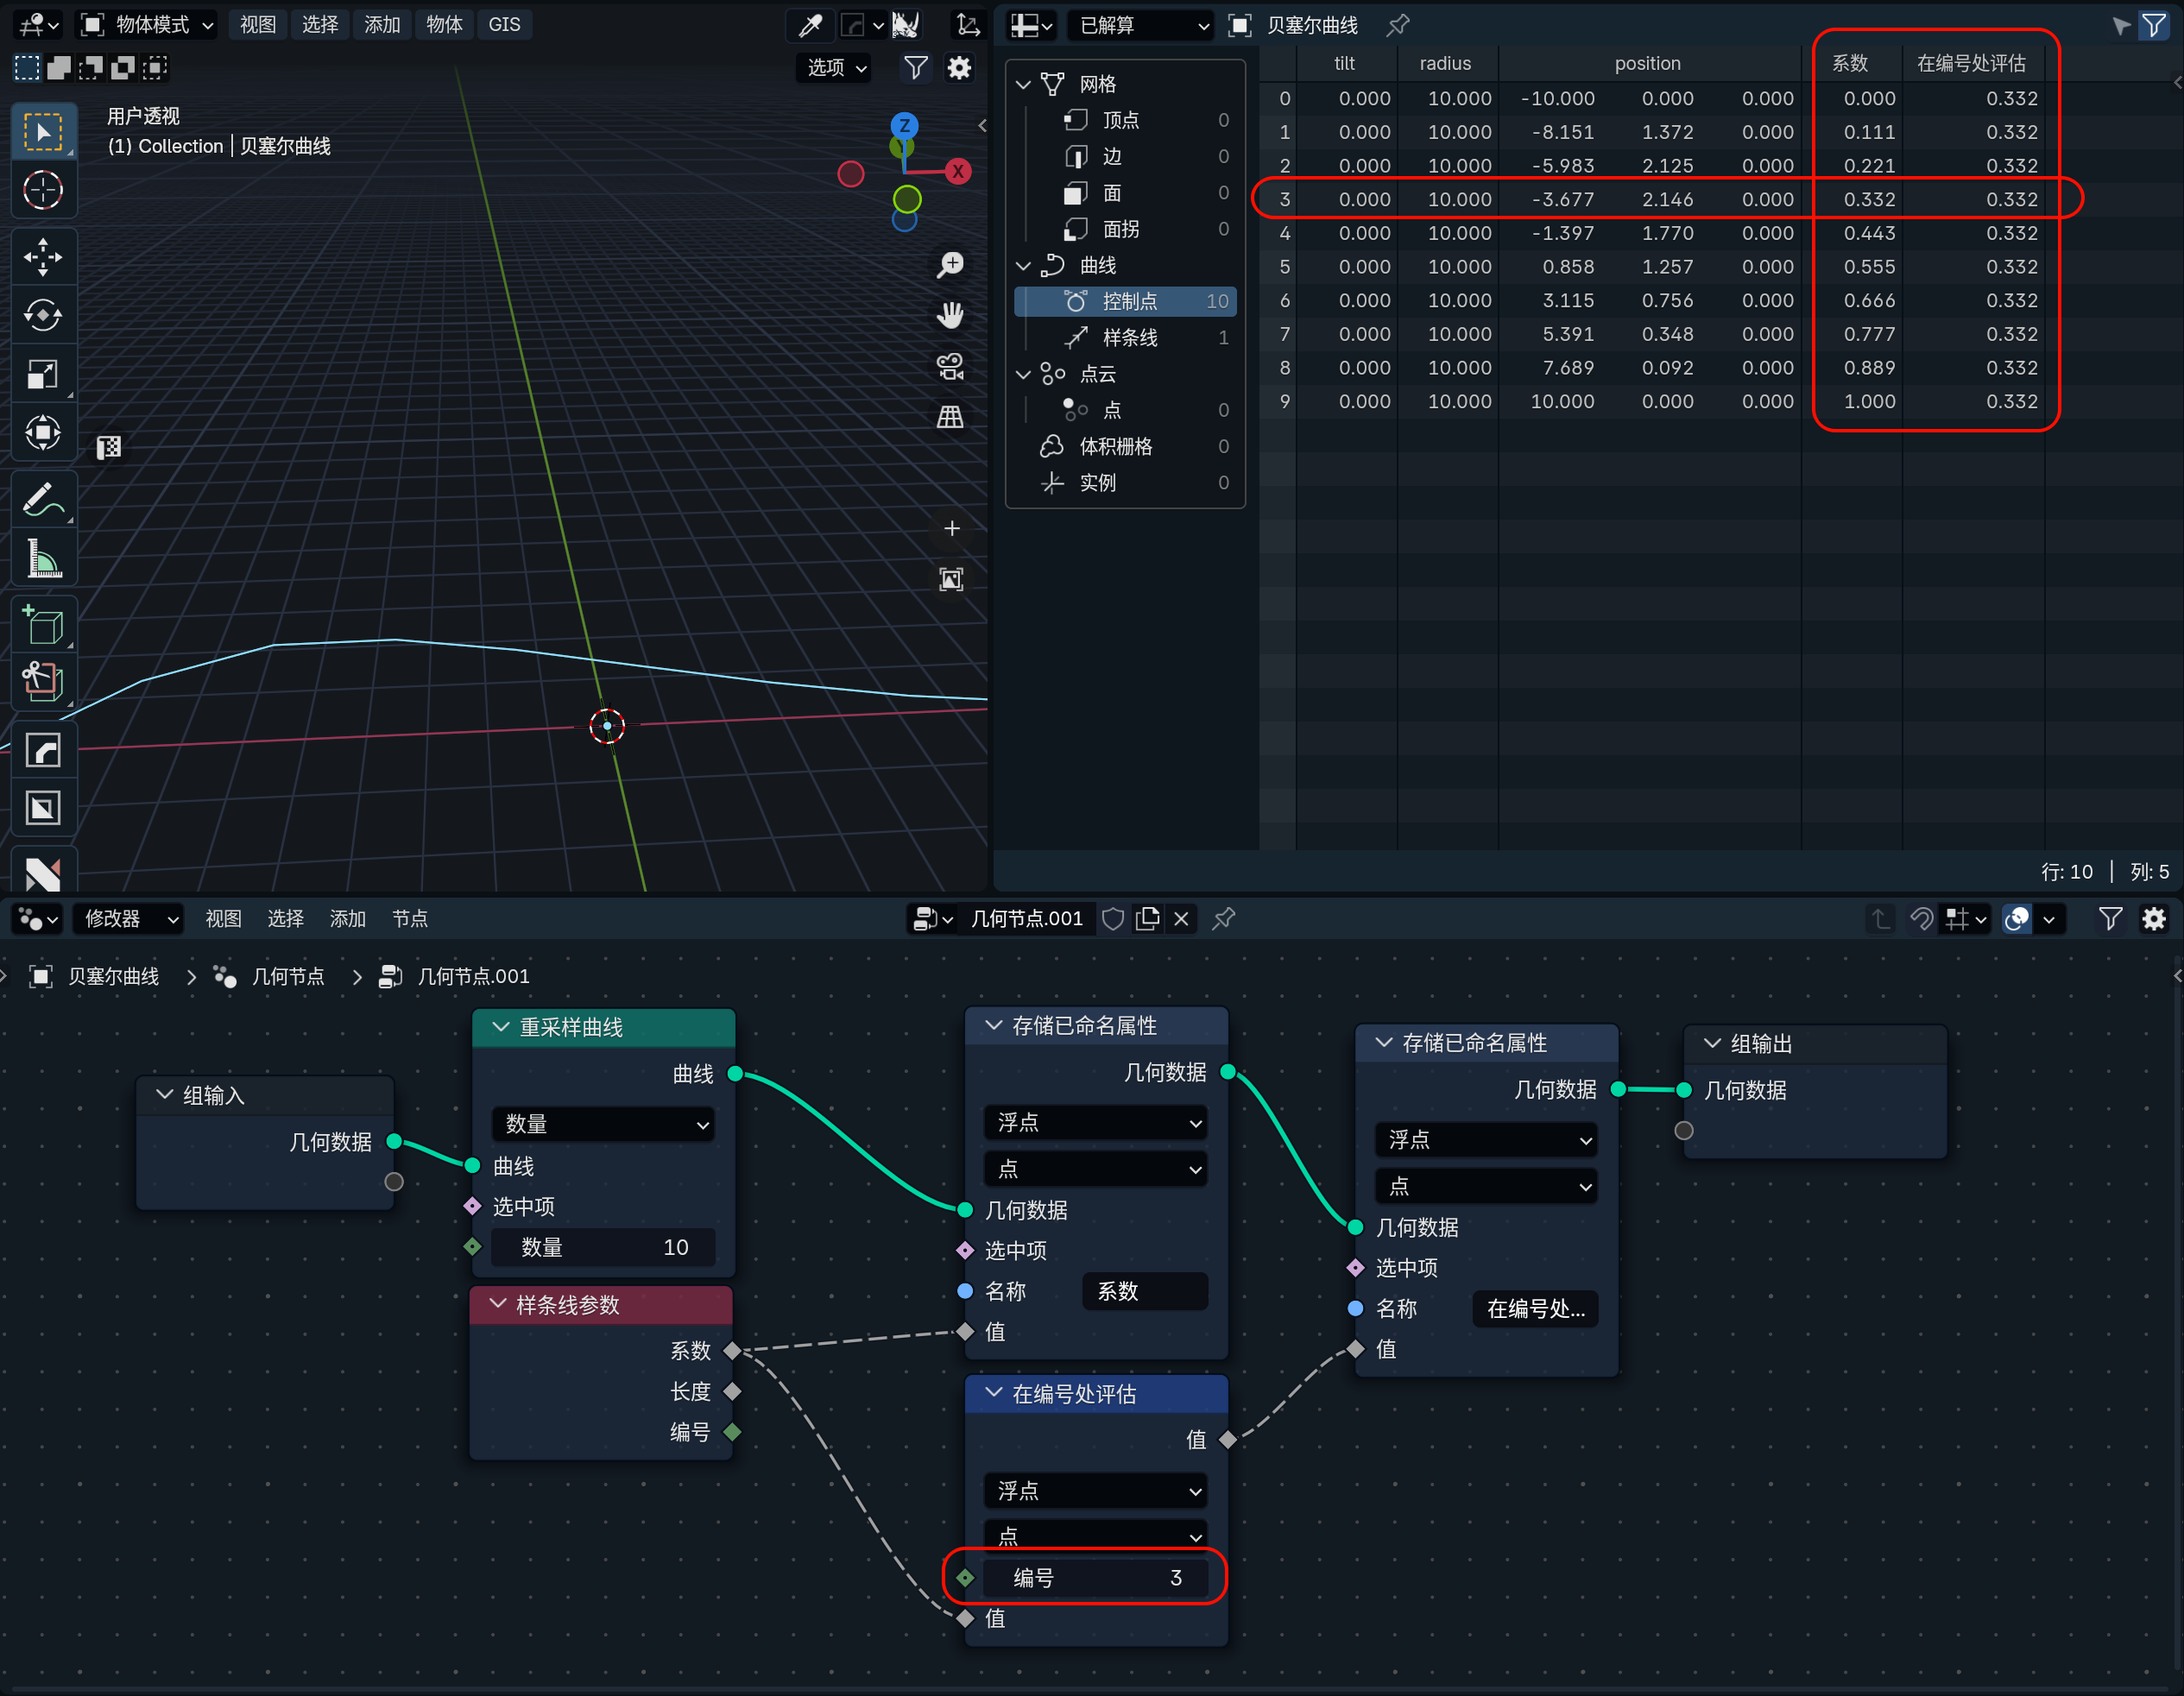 物体模式 视图 选择 添加 物体 GIS
选项
用户透视
(1) Collection | 贝塞尔曲线
Z
Y
X
已解算 贝塞尔曲线
网格
顶点 0
边 0
面 0
面拐 0
曲线
控制点 10
样条线 1
点云
点 0
体积栅格 0
实例 0
tilt radius position 系数 在编号处评估
0 0.000 10.000 -10.000 0.000 0.000 0.000 0.332
1 0.000 10.000 -8.151 1.372 0.000 0.111 0.332
2 0.000 10.000 -5.983 2.125 0.000 0.221 0.332
3 0.000 10.000 -3.677 2.146 0.000 0.332 0.332
4 0.000 10.000 -1.397 1.770 0.000 0.443 0.332
5 0.000 10.000 0.858 1.257 0.000 0.555 0.332
6 0.000 10.000 3.115 0.756 0.000 0.666 0.332
7 0.000 10.000 5.391 0.348 0.000 0.777 0.332
8 0.000 10.000 7.689 0.092 0.000 0.889 0.332
9 0.000 10.000 10.000 0.000 0.000 1.000 0.332
行: 10 | 列: 5
修改器 视图 选择 添加 节点 几何节点.001
贝塞尔曲线 > 几何节点 > 几何节点.001
组输入
几何数据
重采样曲线
曲线
数量
曲线
选中项
数量 10
样条线参数
系数
长度
编号
存储已命名属性
几何数据
浮点
点
几何数据
选中项
名称 系数
值
在编号处评估
值
浮点
点
编号 3
值
存储已命名属性
几何数据
浮点
点
几何数据
选中项
名称 在编号处...
值
组输出
几何数据